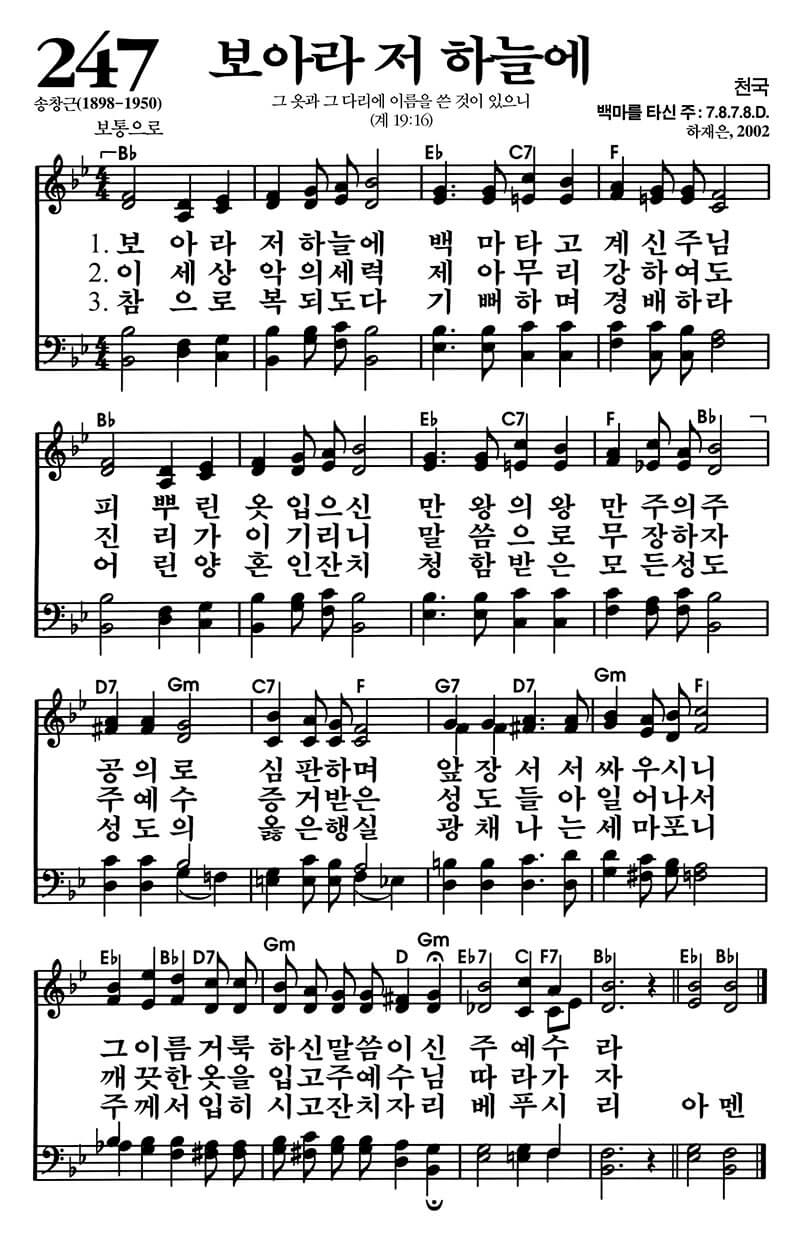 247
보아라 저 하늘에
송창근(1898-1950)
그 옷과 그 다리에 이름을 쓴 것이 있으니
(계 19:16)
천국
백마를 타신 주 : 7.8.7.8.D.
하재은, 2002
보통으로
B♭ E♭ C7 F
1. 보 아 라 저 하늘에 백 마 타 고 계 신 주 님
2. 이 세 상 악 의세 력 제 아 무 리 강 하 여 도
3. 참 으 로 복 되도 다 기 뻐 하 며 경 배 하 라
B♭ E♭ C7 F B♭
피 뿌 린 옷 입으신 만 왕 의 왕 만 주 의 주
진 리 가 이 기리니 말 씀 으 로 무 장 하 자
어 린 양 혼 인잔치 청 함 받 은 모 든 성 도
D7 Gm C7 F G7 D7 Gm F
공 의 로 심 판하며 앞 장 서 서 싸 우 시 니
주 예 수 증 거받은 성 도 들 아 일 어 나 서
성 도 의 옳 은행실 광 채 나 는 세 마 포 니
E♭ B♭ D7 Gm D Gm E♭7 C F7 B♭ E♭ B♭
그 이 름 거 룩 하 신 말 씀 이 신 주 예 수 라
깨 끗 한 옷 을 입 고 주 예 수 님 따 라 가 자
주 께 서 입 히 시 고 잔 치 자 리 베 푸 시 리 아 멘